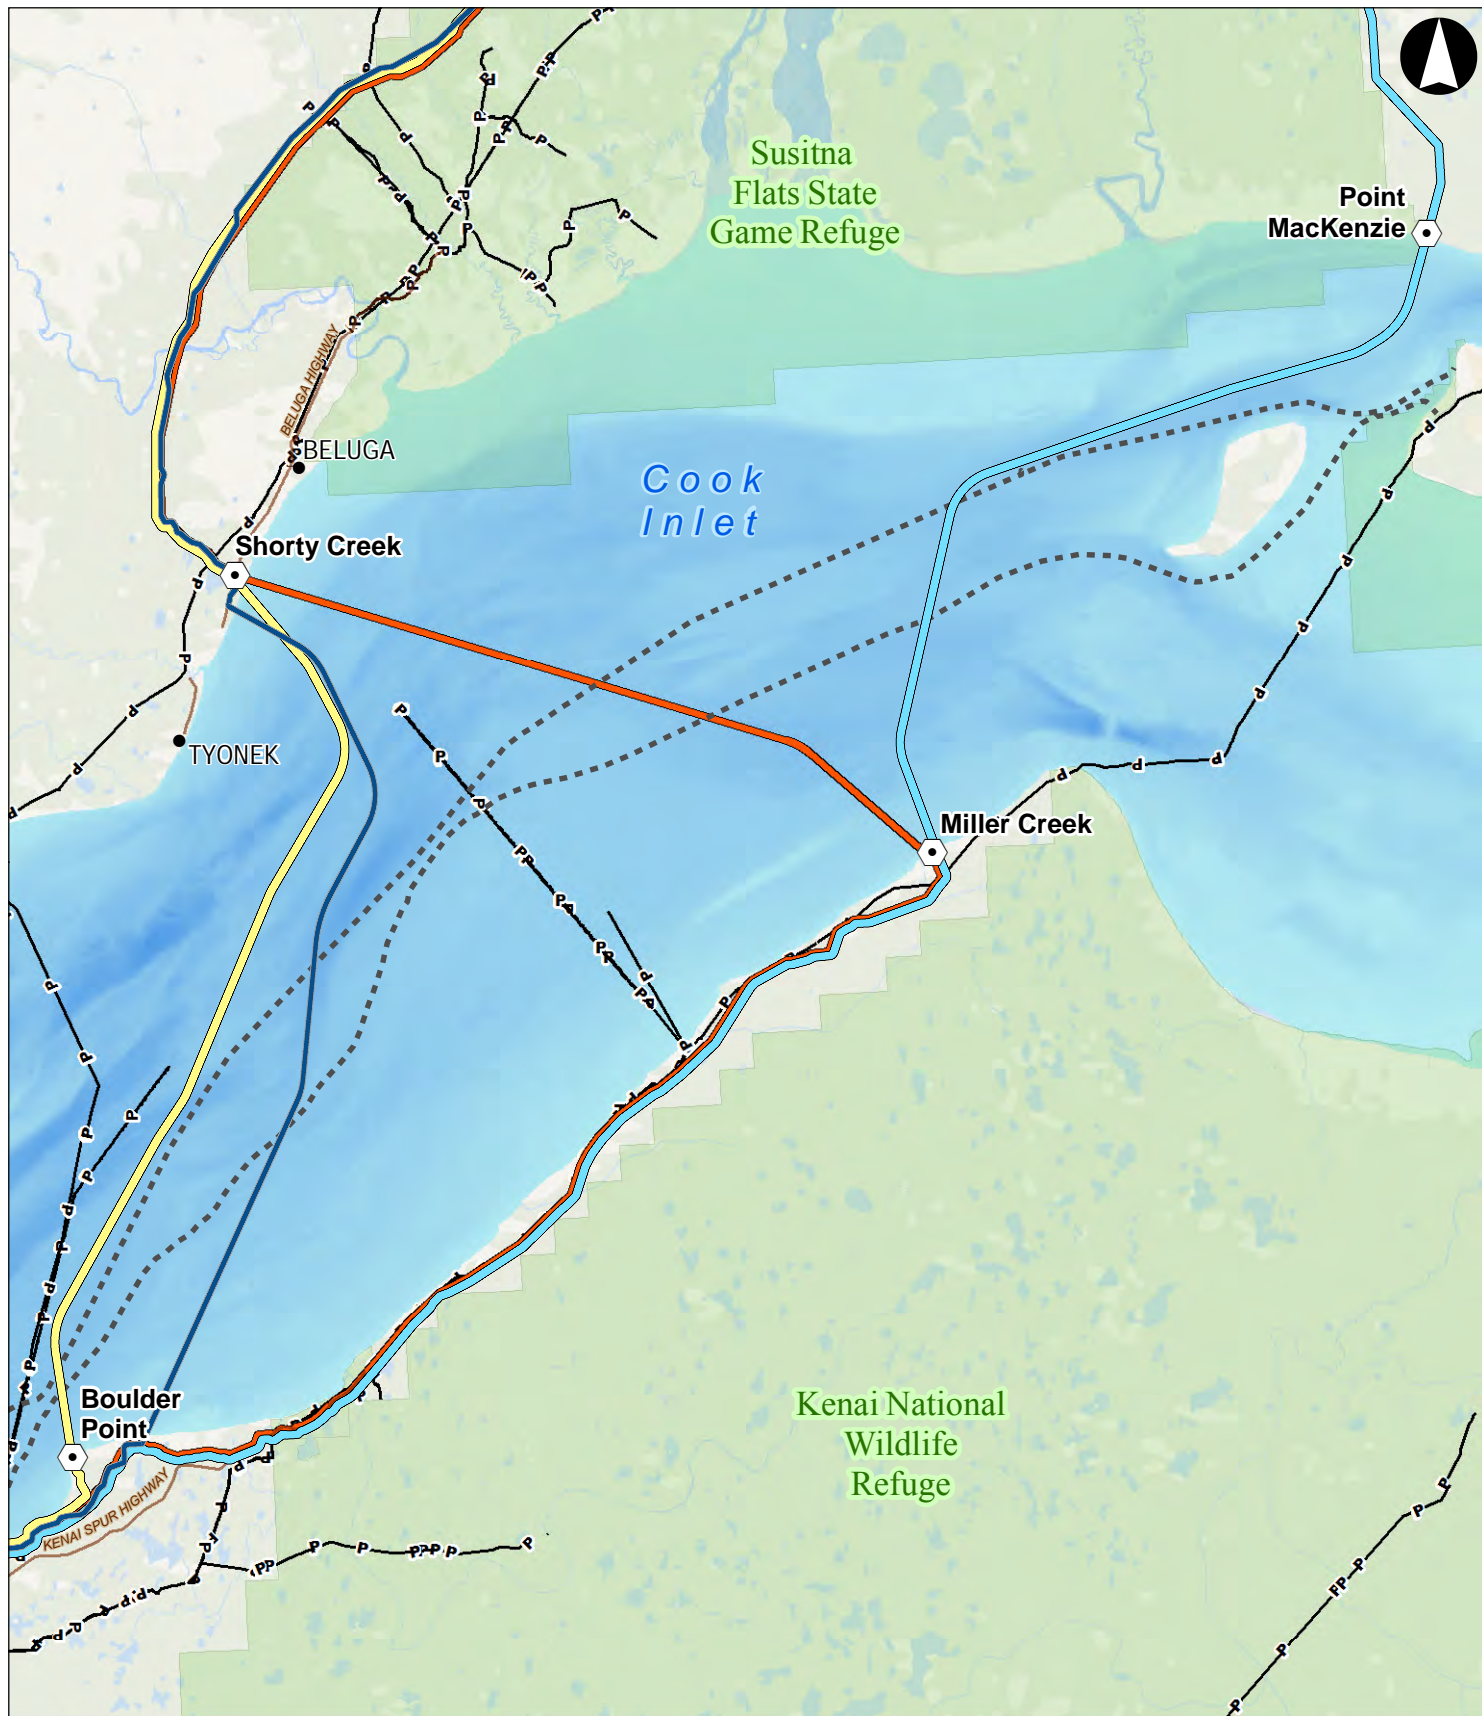 Susitna
Flats State
Game Refuge
Point
MacKenzie
BELUGA HIGHWAY
BELUGA
Cook
Inlet
Shorty Creek
TYONEK
Miller Creek
Boulder
Point
Kenai National
Wildlife
Refuge
KENAI SPUR HIGHWAY